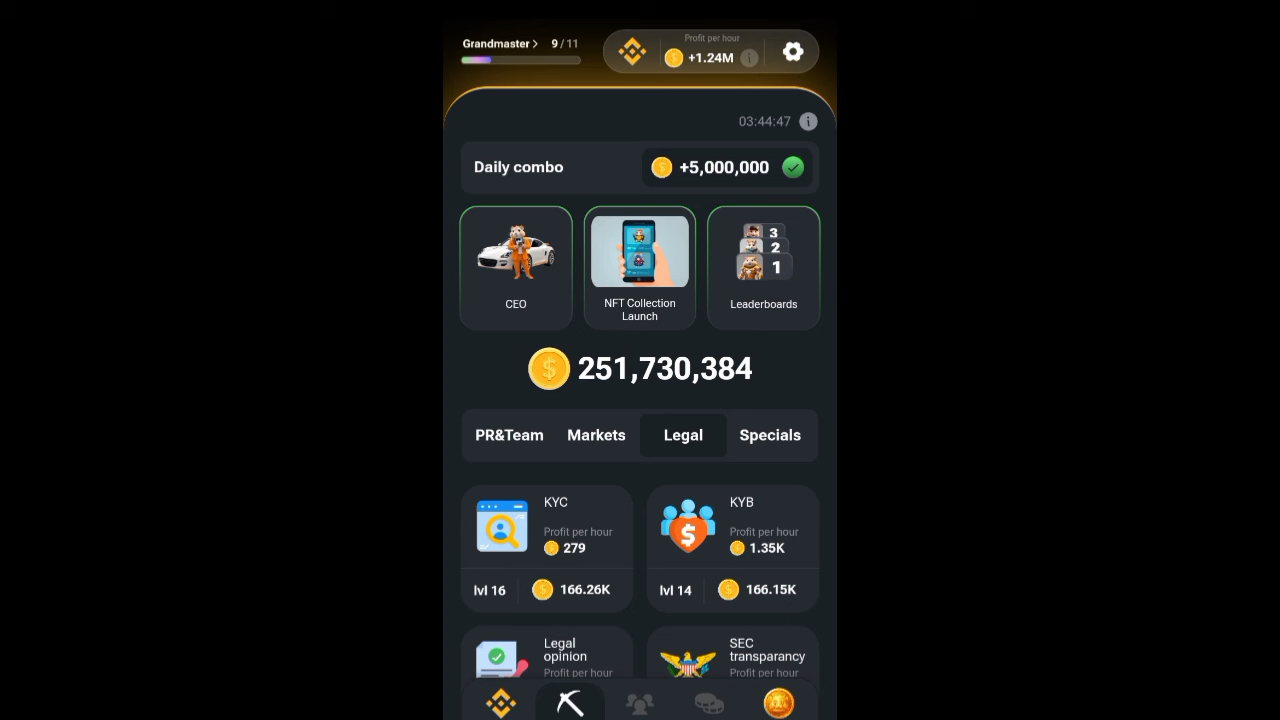 Grandmaster > 9 / 11
Profit per hour
+1.24M
03:44:47
Daily combo +5,000,000
3
2
1
CEO
NFT Collection
Launch
Leaderboards
251,730,384
PR&Team Markets Legal Specials
KYC
Profit per hour
279
lvl 16 166.26K
KYB
Profit per hour
1.35K
lvl 14 166.15K
Legal
opinion
Profit per hour
SEC
transparancy
Profit per hour